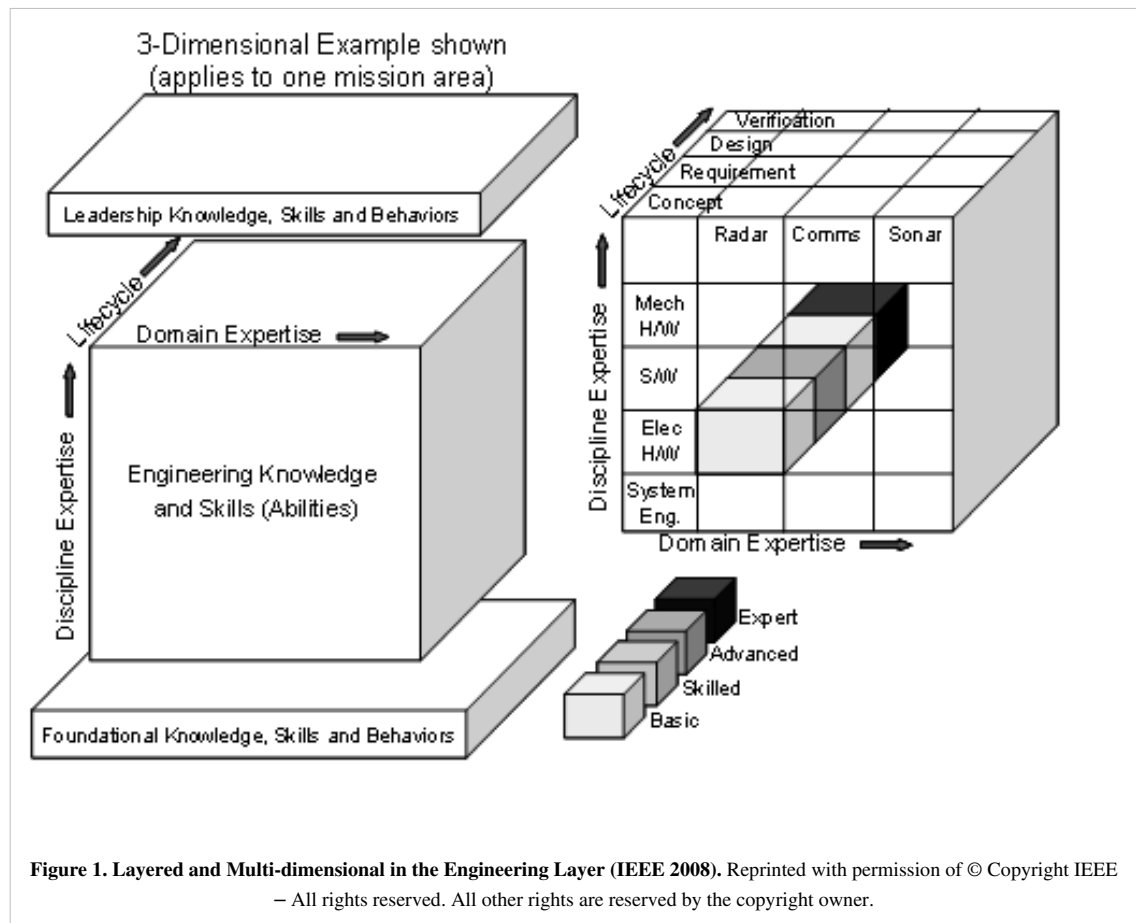 3-Dimensional Example shown
(applies to one mission area)
Leadership Knowledge, Skills and Behaviors
Lifecycle
Domain Expertise
Discipline Expertise
Engineering Knowledge
and Skills (Abilities)
Foundational Knowledge, Skills and Behaviors
Lifecycle
Verification
Design
Requirement
Concept
Radar Comms Sonar
Discipline Expertise
Mech
H/W
S/W
Elec
H/W
System
Eng.
Domain Expertise
Expert
Advanced
Skilled
Basic
Figure 1. Layered and Multi-dimensional in the Engineering Layer (IEEE 2008). Reprinted with permission of © Copyright IEEE
– All rights reserved. All other rights are reserved by the copyright owner.